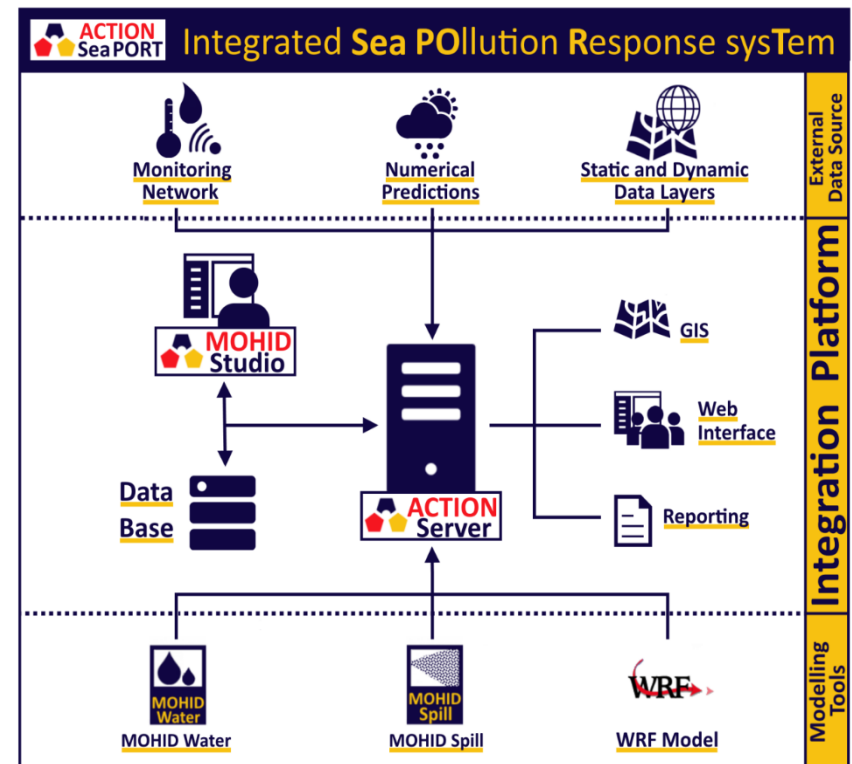 ACTION
SeaPORT
Integrated Sea POllution Response sysTem
External
Data Source
Monitoring
Network
Numerical
Predictions
Static and Dynamic
Data Layers
Integration Platform
MOHID
Studio
GIS
Web
Interface
Data
Base
ACTION
Server
Reporting
Modelling
Tools
MOHID
Water
MOHID Water
MOHID
Spill
MOHID Spill
WRF
WRF Model